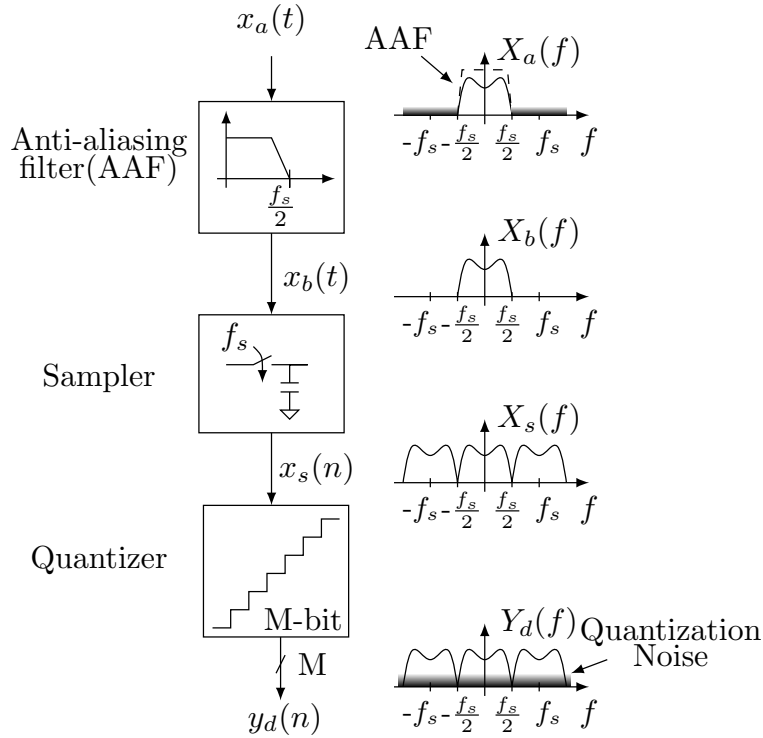 x_a(t)
AAF
X_a(f)
-f_s -f_s/2 f_s/2 f_s f
Anti-aliasing
filter(AAF)
f_s/2
x_b(t)
X_b(f)
-f_s -f_s/2 f_s/2 f_s f
Sampler
f_s
x_s(n)
X_s(f)
-f_s -f_s/2 f_s/2 f_s f
Quantizer
M-bit
M
y_d(n)
Y_d(f)
Quantization
Noise
-f_s -f_s/2 f_s/2 f_s f